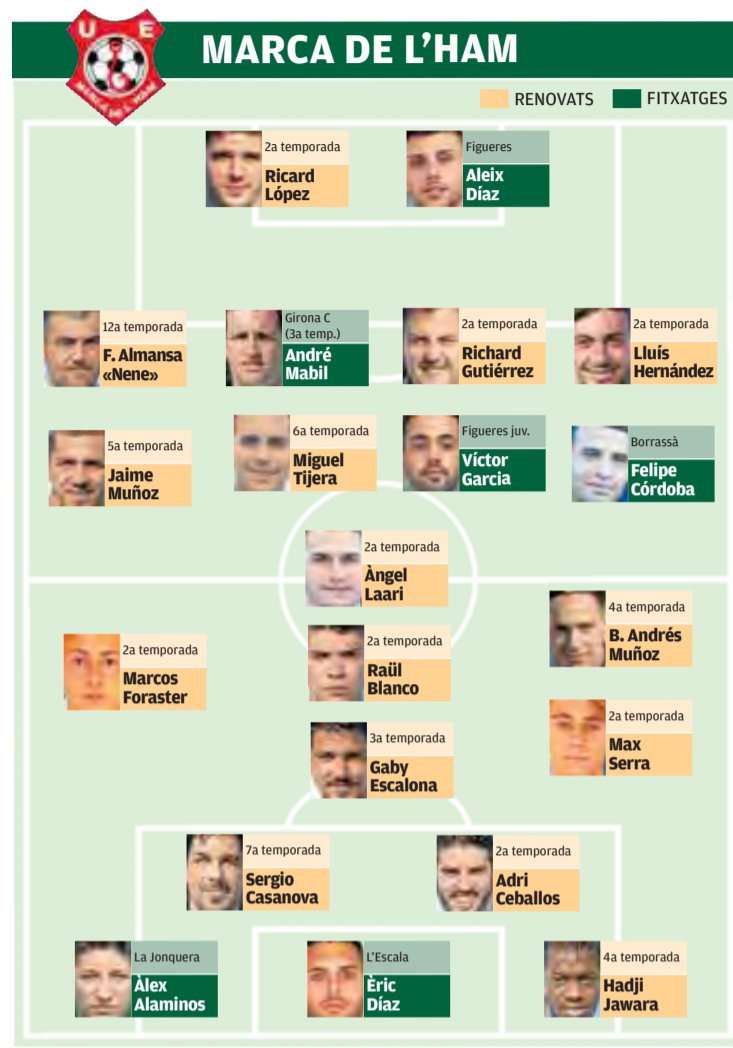 U E
MARCA DE L'HAM
MARCA DE L'HAM
RENOVATS
FITXATGES
2a temporada
Ricard
López
Figueres
Aleix
Díaz
12a temporada
F. Almansa
«Nene»
Girona C
(3a temp.)
André
Mabil
2a temporada
Richard
Gutiérrez
2a temporada
Lluís
Hernández
5a temporada
Jaime
Muñoz
6a temporada
Miguel
Tijera
Figueres juv.
Víctor
Garcia
Borrassà
Felipe
Córdoba
2a temporada
Àngel
Laari
2a temporada
Marcos
Foraster
2a temporada
Raül
Blanco
4a temporada
B. Andrés
Muñoz
3a temporada
Gaby
Escalona
2a temporada
Max
Serra
7a temporada
Sergio
Casanova
2a temporada
Adri
Ceballos
La Jonquera
Àlex
Alaminos
L'Escala
Èric
Díaz
4a temporada
Hadji
Jawara